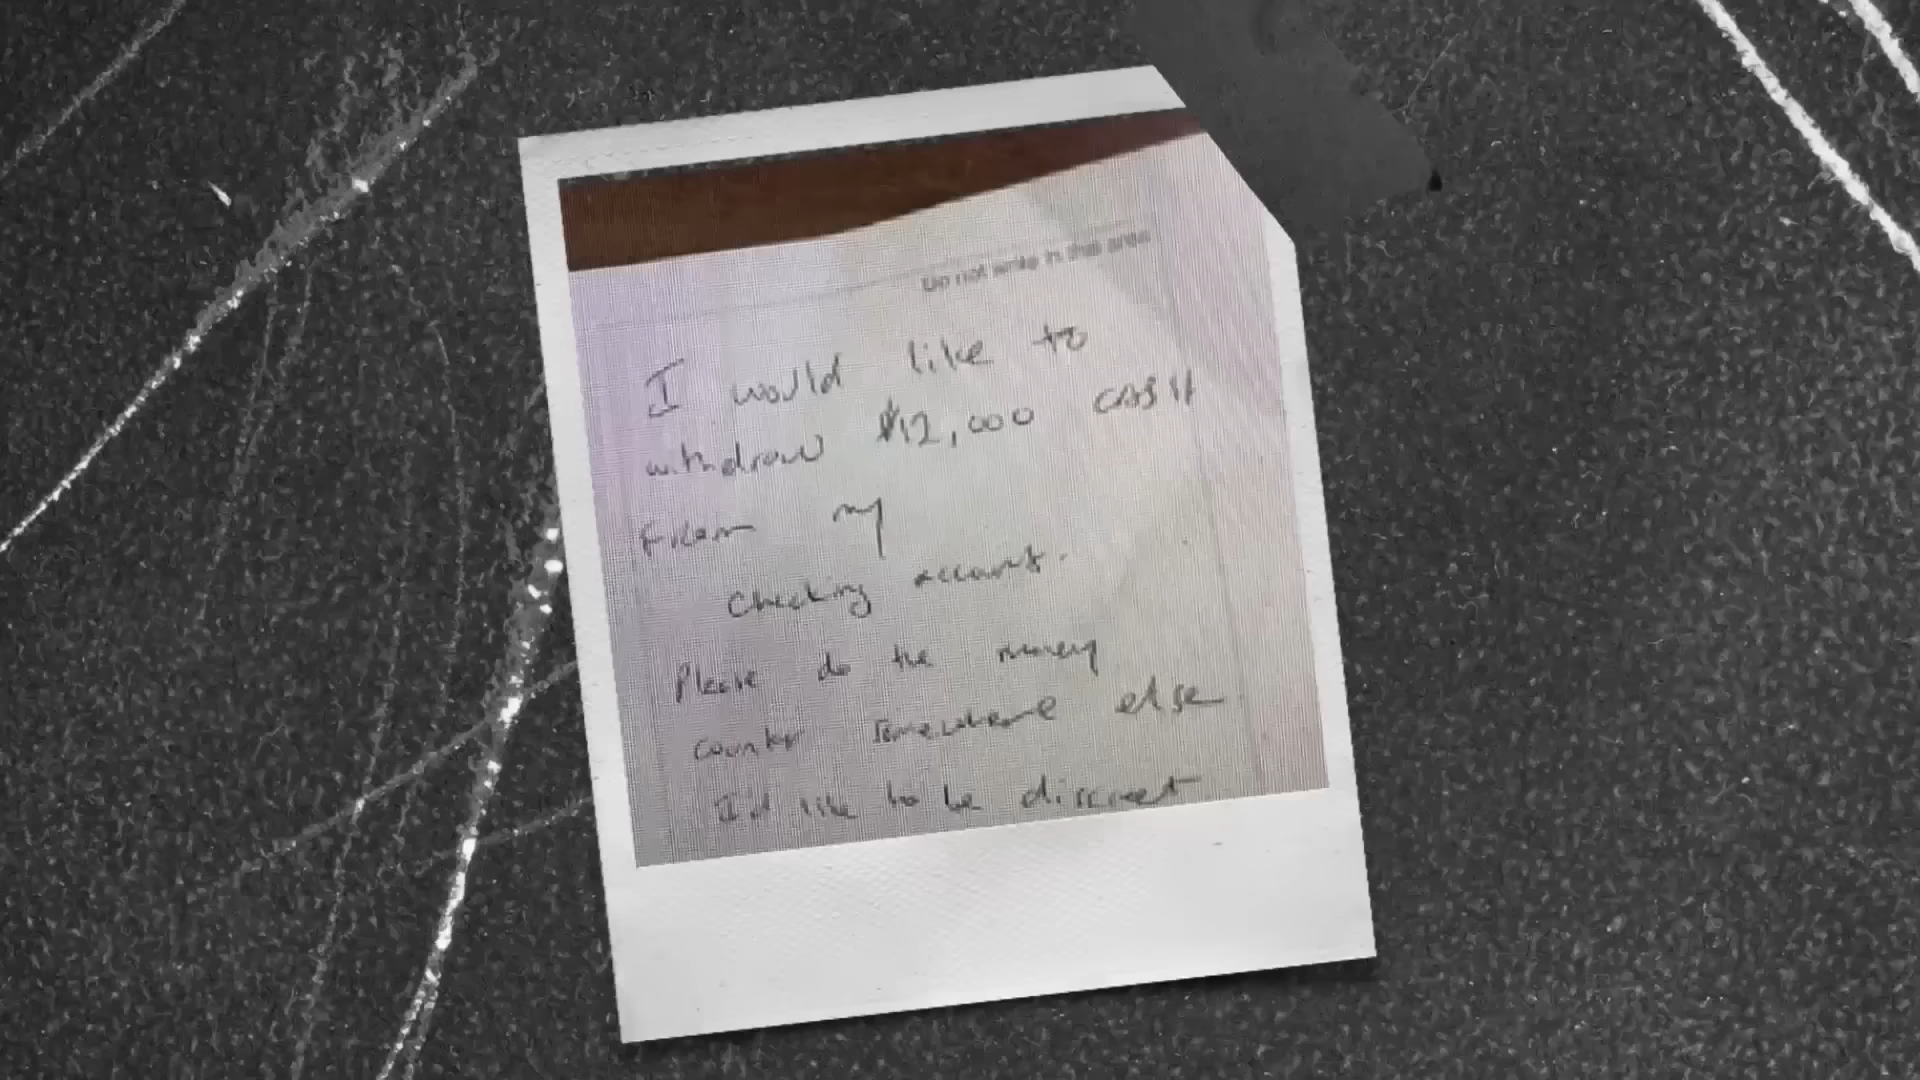 Do not write in this area
I would like to
withdraw $12,000 CASH
From my
checking account.
Please do the money
counter somewhere else
I'd like to be discreet